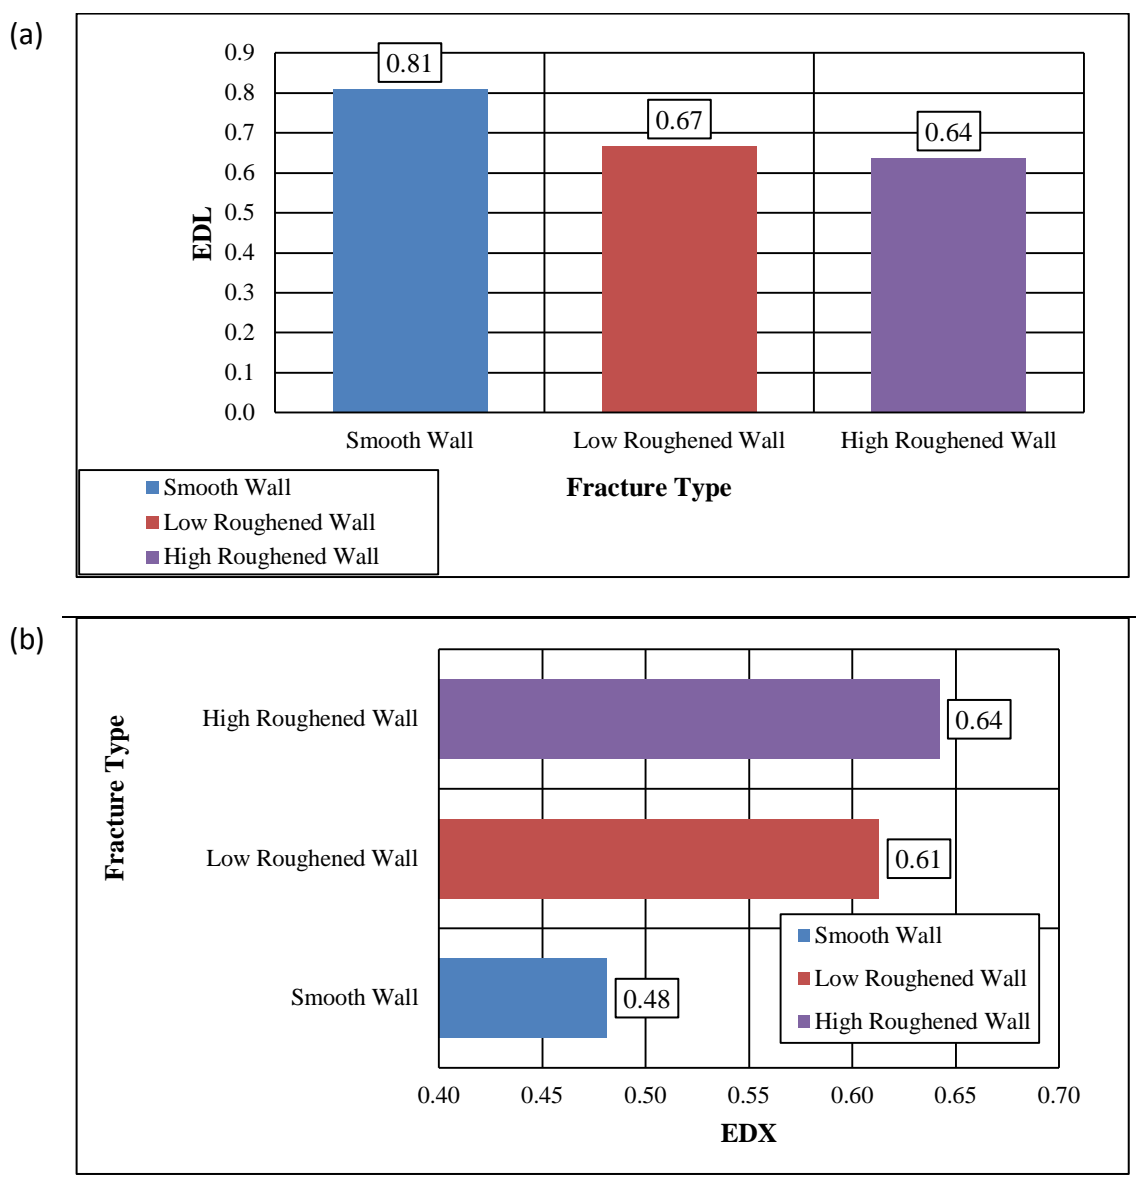 (a)
0.9
0.8
0.7
0.6
0.5
0.4
0.3
0.2
0.1
0.0
EDL
0.81
0.67
0.64
Smooth Wall
Low Roughened Wall
High Roughened Wall
Fracture Type
Smooth Wall
Low Roughened Wall
High Roughened Wall
(b)
Fracture Type
High Roughened Wall
0.64
Low Roughened Wall
0.61
Smooth Wall
0.48
Smooth Wall
Low Roughened Wall
High Roughened Wall
0.40 0.45 0.50 0.55 0.60 0.65 0.70
EDX